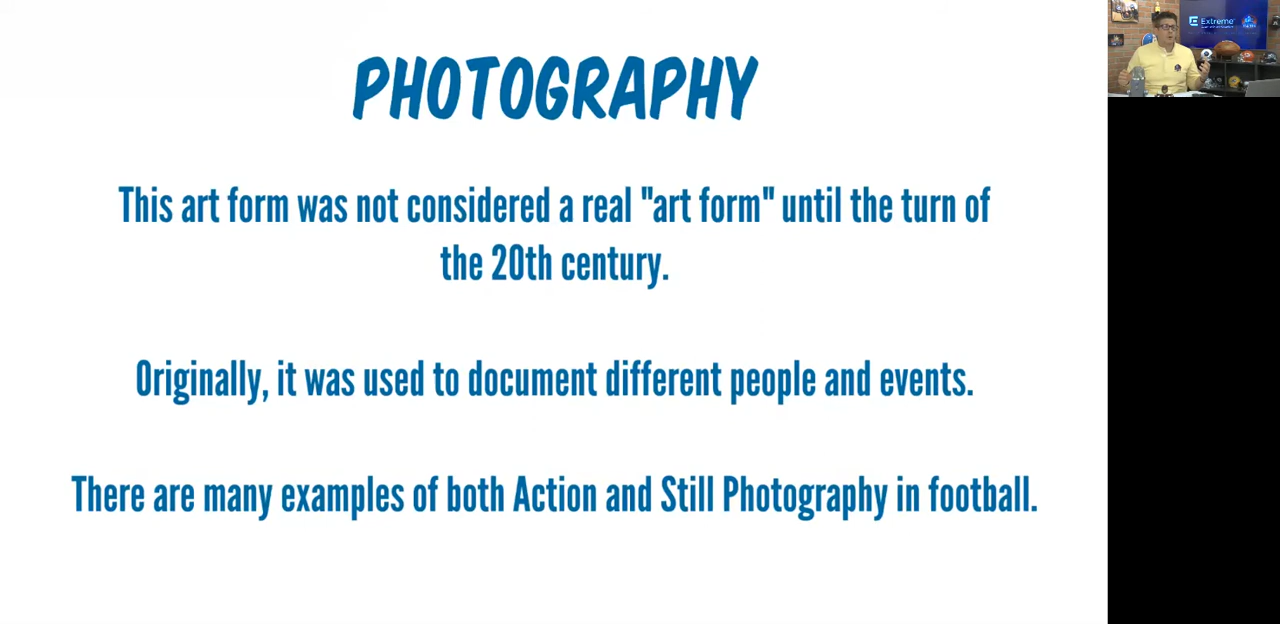 PHOTOGRAPHY
This art form was not considered a real "art form" until the turn of
the 20th century.
Originally, it was used to document different people and events.
There are many examples of both Action and Still Photography in football.
Extreme